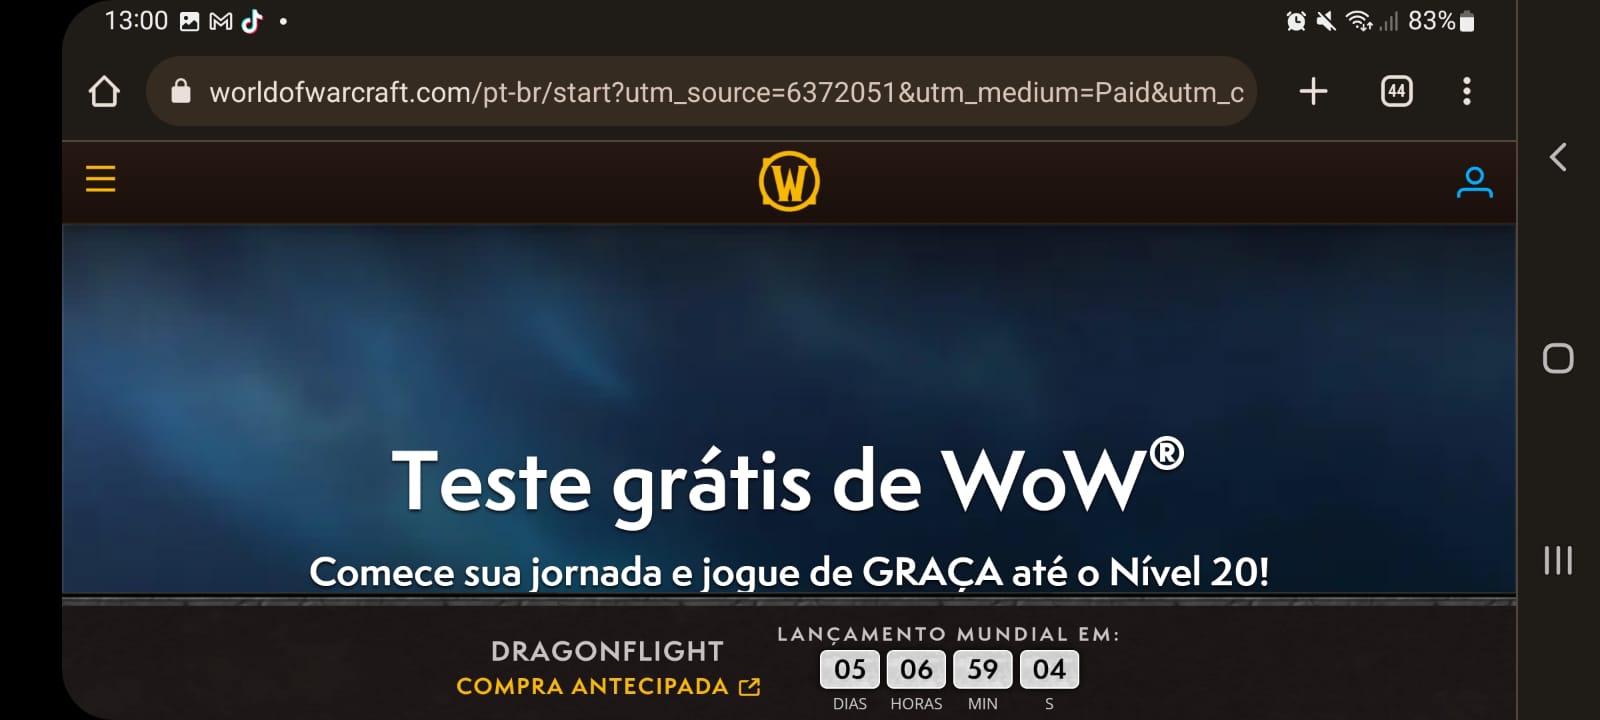 13:00
83%
worldofwarcraft.com/pt-br/start?utm_source=6372051&utm_medium=Paid&utm_c
44
W
Teste grátis de WoW®
Comece sua jornada e jogue de GRAÇA até o Nível 20!
DRAGONFLIGHT
COMPRA ANTECIPADA
LANÇAMENTO MUNDIAL EM:
05 06 59 04
DIAS HORAS MIN S